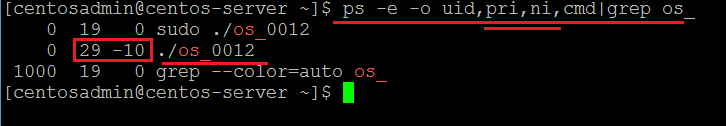 [centosadmin@centos-server ~]$ ps -e -o uid,pri,ni,cmd|grep os_
0 19 0 sudo ./os_0012
0 29 -10 ./os_0012
1000 19 0 grep --color=auto os_
[centosadmin@centos-server ~]$